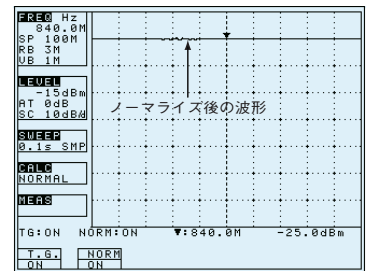 FREQ Hz
840.0M
SP 100M
RB 3M
VB 1M
LEVEL
-15dBm
AT 0dB
SC 10dB/d
SWEEP
0.1s SMP
CALC
NORMAL
MEAS
ノーマライズ後の波形
TG:ON NORM:ON ▼:840.0M -25.0dBm
T.G. NORM
ON ON